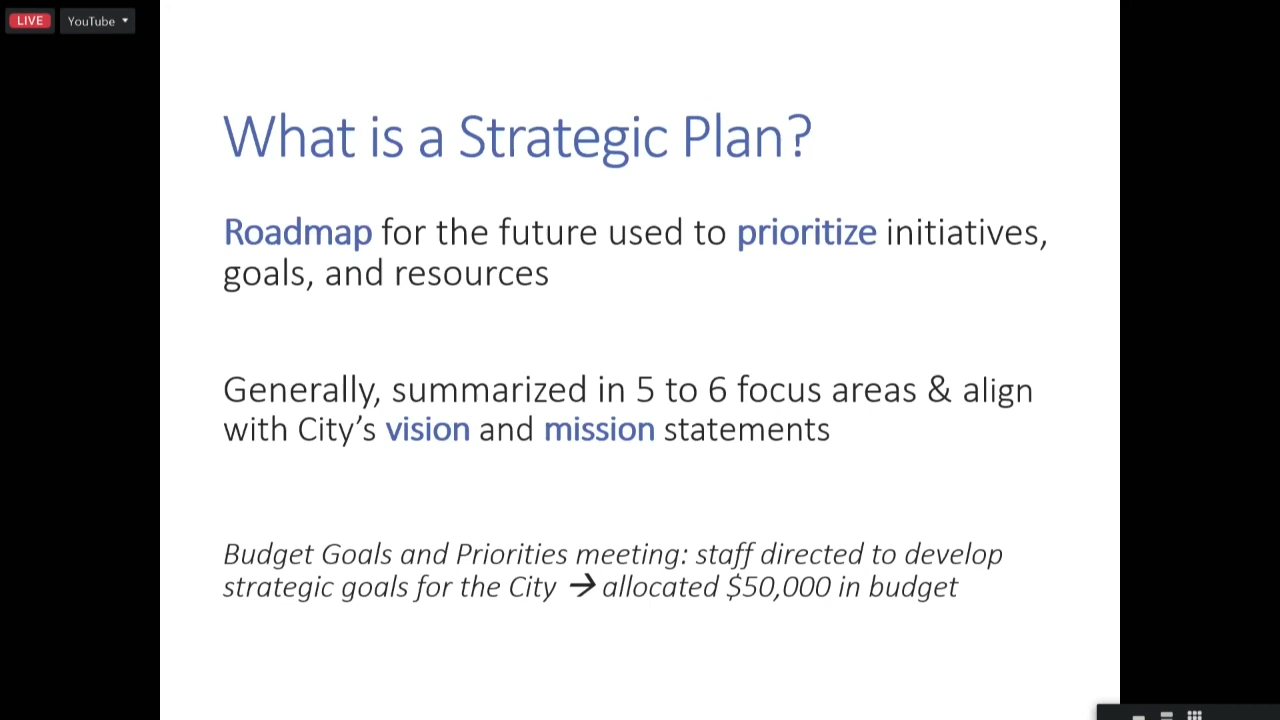 LIVE YouTube
What is a Strategic Plan?
Roadmap for the future used to prioritize initiatives,
goals, and resources
Generally, summarized in 5 to 6 focus areas & align
with City’s vision and mission statements
Budget Goals and Priorities meeting: staff directed to develop
strategic goals for the City → allocated $50,000 in budget